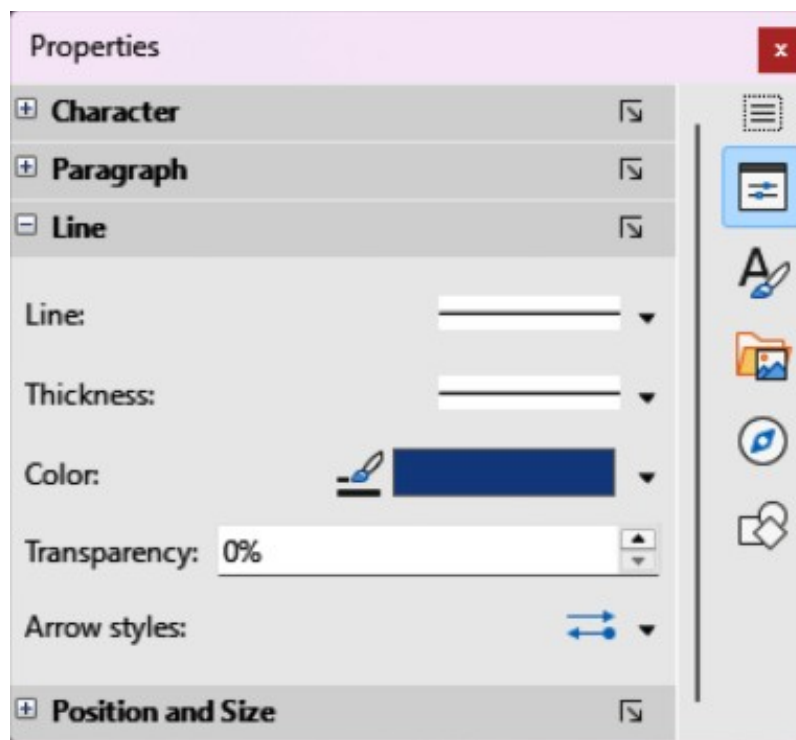 Properties
Character
Paragraph
Line
Line:
Thickness:
Color:
Transparency: 0%
Arrow styles:
Position and Size